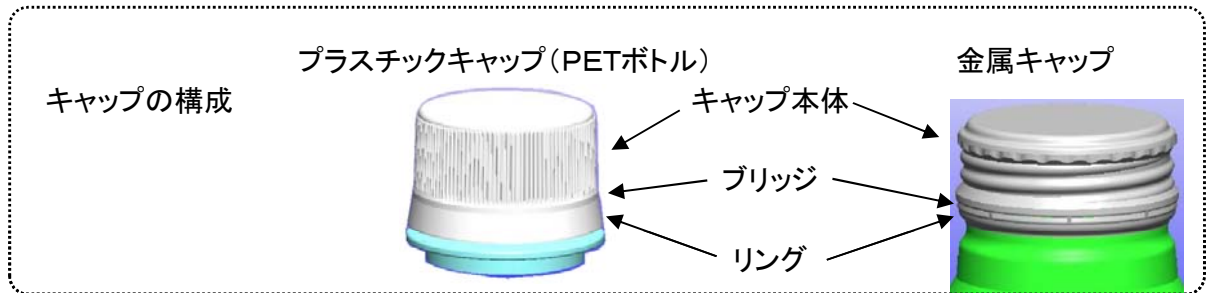 プラスチックキャップ（PETボトル）
金属キャップ
キャップの構成
キャップ本体
ブリッジ
リング